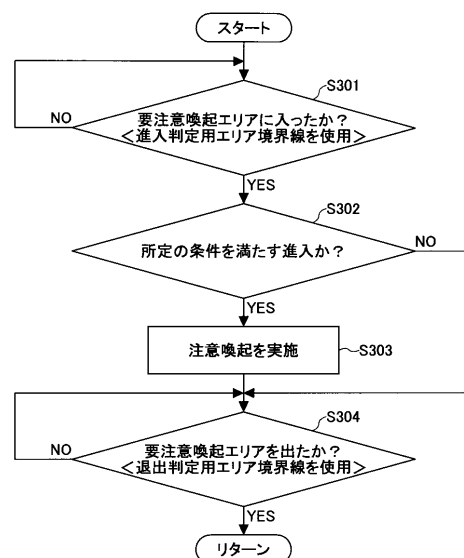 スタート
S301
要注意喚起エリアに入ったか?
<進入判定用エリア境界線を使用>
NO
YES
S302
所定の条件を満たす進入か?
NO
YES
注意喚起を実施
S303
S304
要注意喚起エリアを出たか?
<退出判定用エリア境界線を使用>
NO
YES
リターン